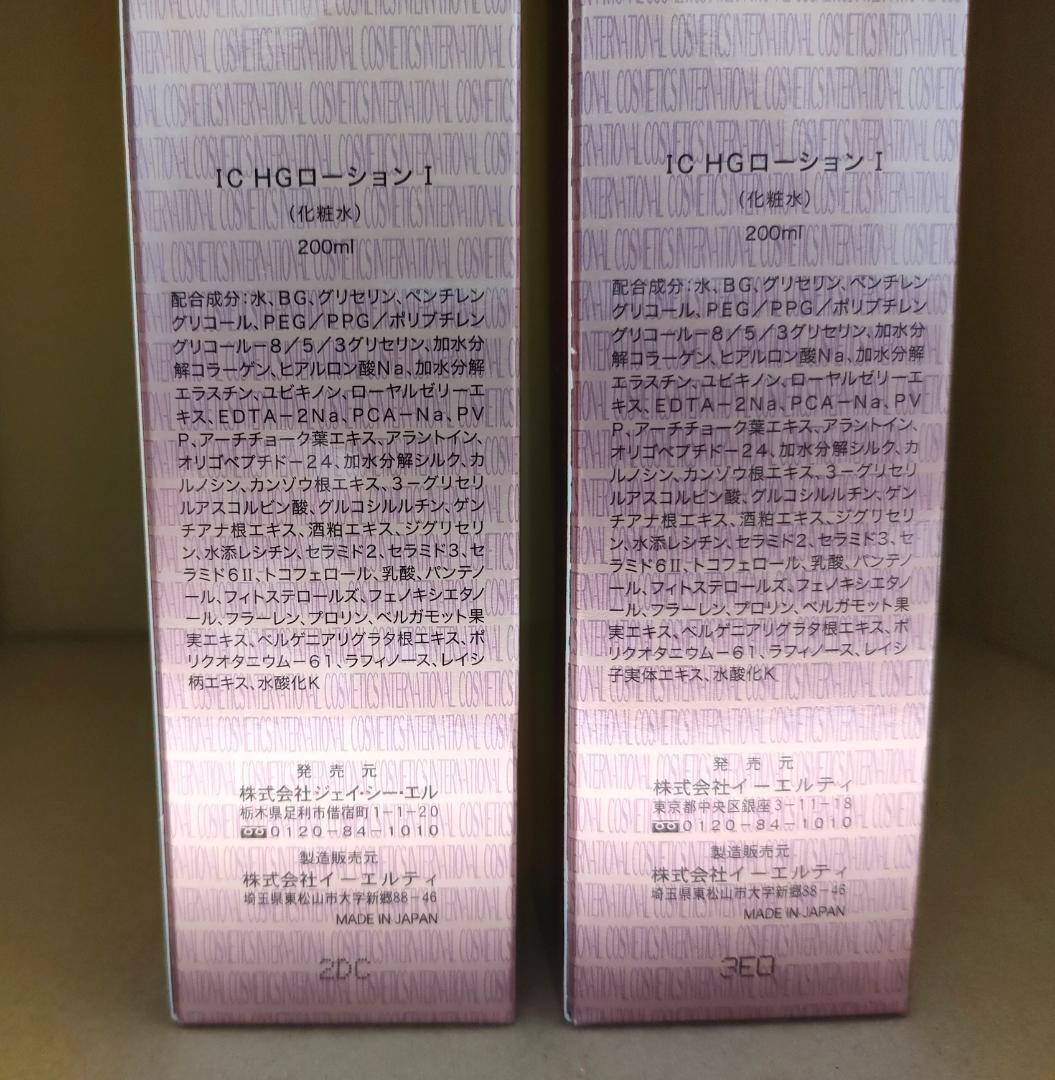 IC HGローション I
(化粧水)
200ml
配合成分:水、BG、グリセリン、ペンチレン
グリコール、PEG/PPG/ポリブチレン
グリコールー8/5/3グリセリン、加水分
解コラーゲン、ヒアルロン酸Na、加水分解
エラスチン、ユビキノン、ローヤルゼリーエ
キス、EDTA-2Na、PCA-Na、PV
P、アーチチョーク葉エキス、アラントイン、
オリゴペプチドー24、加水分解シルク、カ
ルノシン、カンゾウ根エキス、3-グリセリ
ルアスコルビン酸、グルコシルルチン、ゲン
チアナ根エキス、酒粕エキス、ジグリセリ
ン、水添レシチン、セラミド2、セラミド3、セ
ラミド6II、トコフェロール、乳酸、パンテノ
ール、フィトステロールズ、フェノキシエタノ
ール、フラーレン、プロリン、ベルガモット果
実エキス、ベルゲニアリグラタ根エキス、ポ
リクオタニウムー61、ラフィノース、レイシ
柄エキス、水酸化K
発売元
株式会社ジェイ・シー・エル
栃木県足利市借宿町1-1-20
0120-84-1010
製造販売元
株式会社イーエルティ
埼玉県東松山市大字新郷88-46
MADE IN JAPAN
2DC
IC HGローション I
(化粧水)
200ml
配合成分:水、BG、グリセリン、ペンチレン
グリコール、PEG/PPG/ポリブチレン
グリコールー8/5/3グリセリン、加水分
解コラーゲン、ヒアルロン酸Na、加水分解
エラスチン、ユビキノン、ローヤルゼリーエ
キス、EDTA-2Na、PCA-Na、PV
P、アーチチョーク葉エキス、アラントイン、
オリゴペプチドー24、加水分解シルク、カ
ルノシン、カンゾウ根エキス、3-グリセリ
ルアスコルビン酸、グルコシルルチン、ゲン
チアナ根エキス、酒粕エキス、ジグリセリ
ン、水添レシチン、セラミド2、セラミド3、セ
ラミド6II、トコフェロール、乳酸、パンテノ
ール、フィトステロールズ、フェノキシエタノ
ール、フラーレン、プロリン、ベルガモット果
実エキス、ベルゲニアリグラタ根エキス、ポ
リクオタニウムー61、ラフィノース、レイシ
子実体エキス、水酸化K
発売元
株式会社イーエルティ
東京都中央区銀座3-11-18
0120-84-1010
製造販売元
株式会社イーエルティ
埼玉県東松山市大字新郷88-46
MADE IN JAPAN
3E0